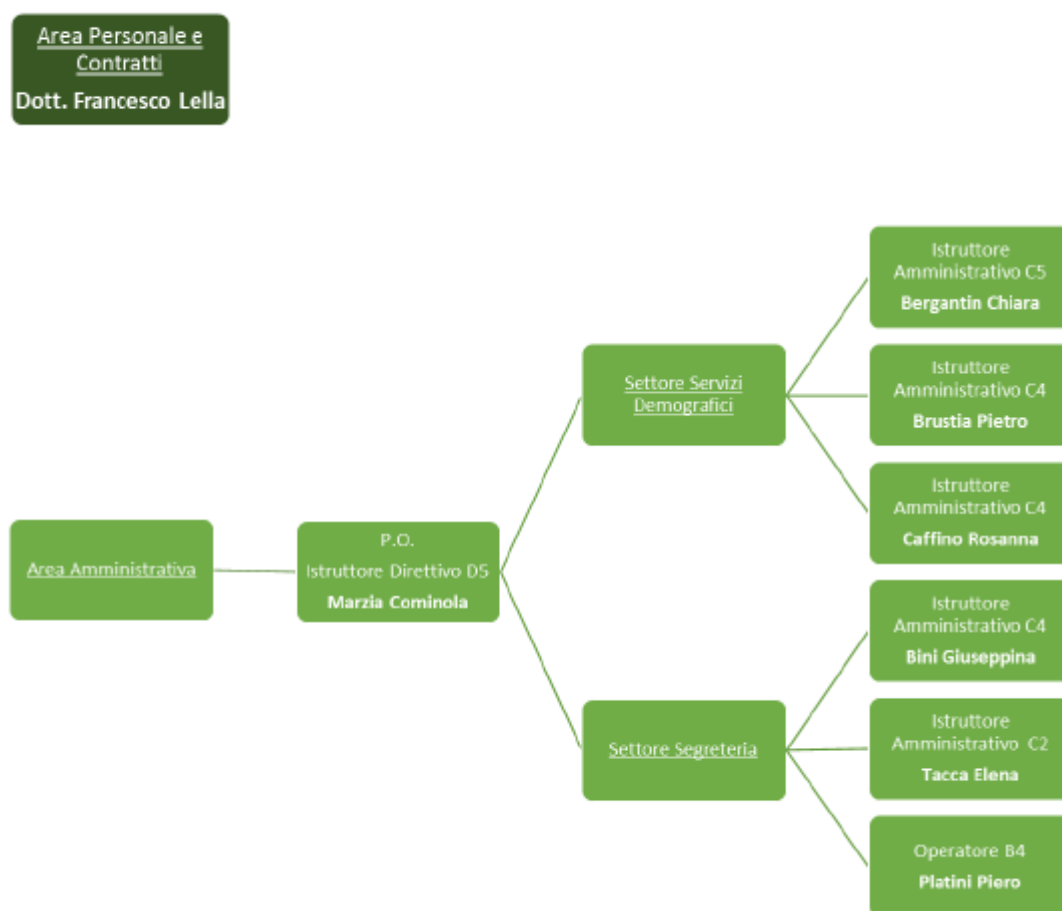 Area Personale e
Contratti
Dott. Francesco Lella
Area Amministrativa
P.O.
Istruttore Direttivo D5
Marzia Cominola
Settore Servizi
Demografici
Istruttore
Amministrativo C5
Bergantin Chiara
Istruttore
Amministrativo C4
Brustia Pietro
Istruttore
Amministrativo C4
Caffino Rosanna
Settore Segreteria
Istruttore
Amministrativo C4
Bini Giuseppina
Istruttore
Amministrativo C2
Tacca Elena
Operatore B4
Platini Piero